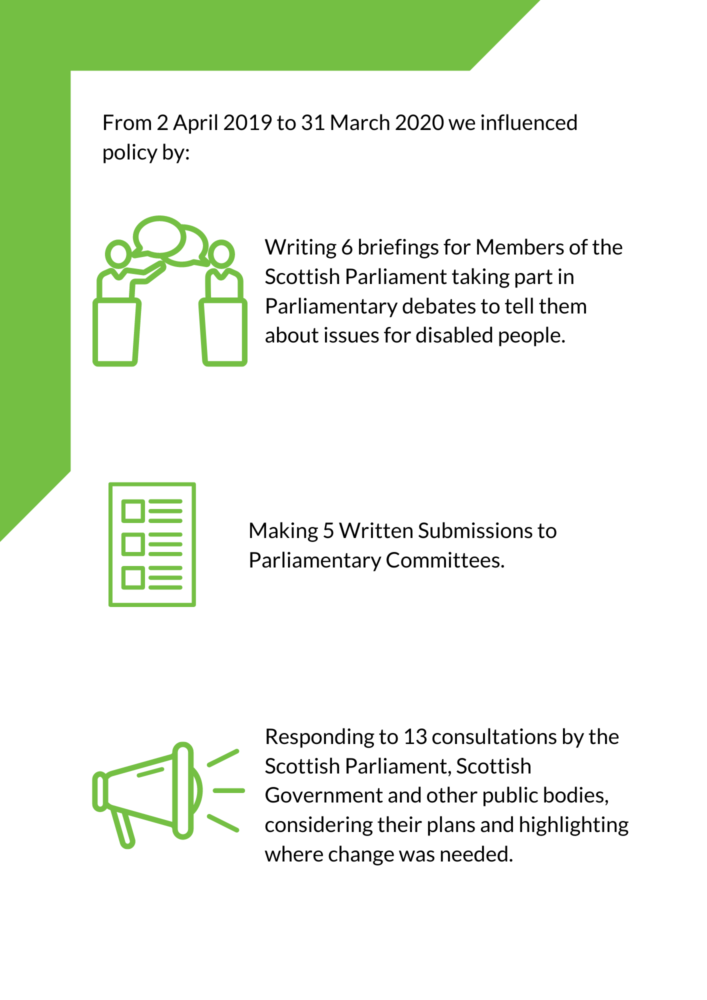 From 2 April 2019 to 31 March 2020 we influenced
policy by:
Writing 6 briefings for Members of the
Scottish Parliament taking part in
Parliamentary debates to tell them
about issues for disabled people.
Making 5 Written Submissions to
Parliamentary Committees.
Responding to 13 consultations by the
Scottish Parliament, Scottish
Government and other public bodies,
considering their plans and highlighting
where change was needed.